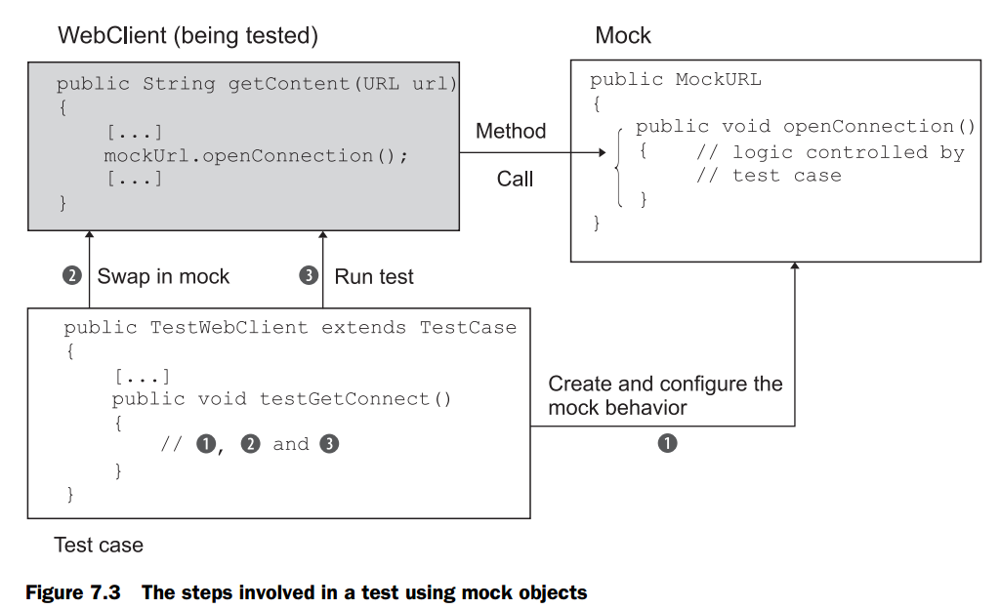 WebClient (being tested)
public String getContent(URL url)
{
[...]
mockUrl.openConnection();
[...]
}
Method
Call
Mock
public MockURL
{
public void openConnection()
{ // logic controlled by
// test case
}
}
❷ Swap in mock
❸ Run test
public TestWebClient extends TestCase
{
[...]
public void testGetConnect()
{
// ❶, ❷ and ❸
}
}
Test case
Create and configure the
mock behavior
❶
Figure 7.3 The steps involved in a test using mock objects